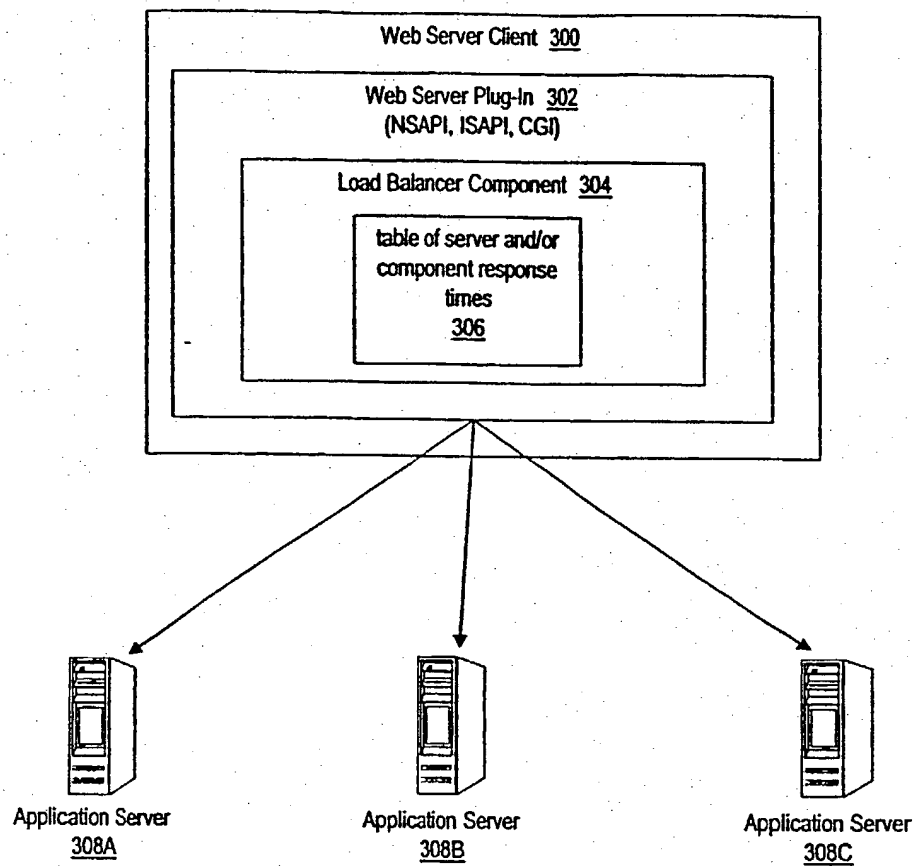 Web Server Client 300
Web Server Plug-In 302
(NSAPI, ISAPI, CGI)
Load Balancer Component 304
table of server and/or
component response
times
306
Application Server
308A
Application Server
308B
Application Server
308C